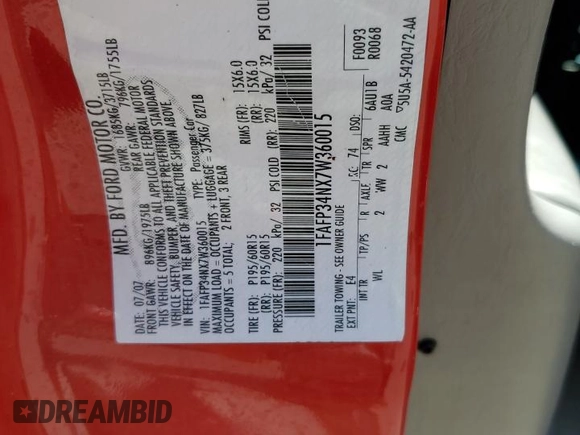 MFD. BY FORD MOTOR CO.
DATE: 07/07 GVWR: 1685KG/3715LB
FRONT GAWR: 896KG/1975LB REAR GAWR: 796KG/1755LB
THIS VEHICLE CONFORMS TO ALL APPLICABLE FEDERAL MOTOR
VEHICLE SAFETY, BUMPER, AND THEFT PREVENTION STANDARDS
IN EFFECT ON THE DATE OF MANUFACTURE SHOWN ABOVE.
VIN: 1FAFP34NX7W360015 TYPE: Passenger Car
MAXIMUM LOAD = OCCUPANTS + LUGGAGE = 375KG/ 827LB
OCCUPANTS = 5 TOTAL: 2 FRONT, 3 REAR
TIRE (FR): P195/60R15 RIMS (FR): 15X6.0
(RR): P195/60R15 (RR): 15X6.0
PRESSURE (FR): 220 kPa/ 32 PSI COLD (RR): 220 kPa/ 32 PSI COLD
1FAFP34NX7W360015
F0093
R0068
TRAILER TOWING - SEE OWNER GUIDE
EXT PNT: E4 RC: 74 DSO:
INT TR TP/PS R AXLE TR SPR GAU1B
WL 2 WW 2 AAHH AOA
CMC ▽5U5A-5420472-AA
DREAMBID